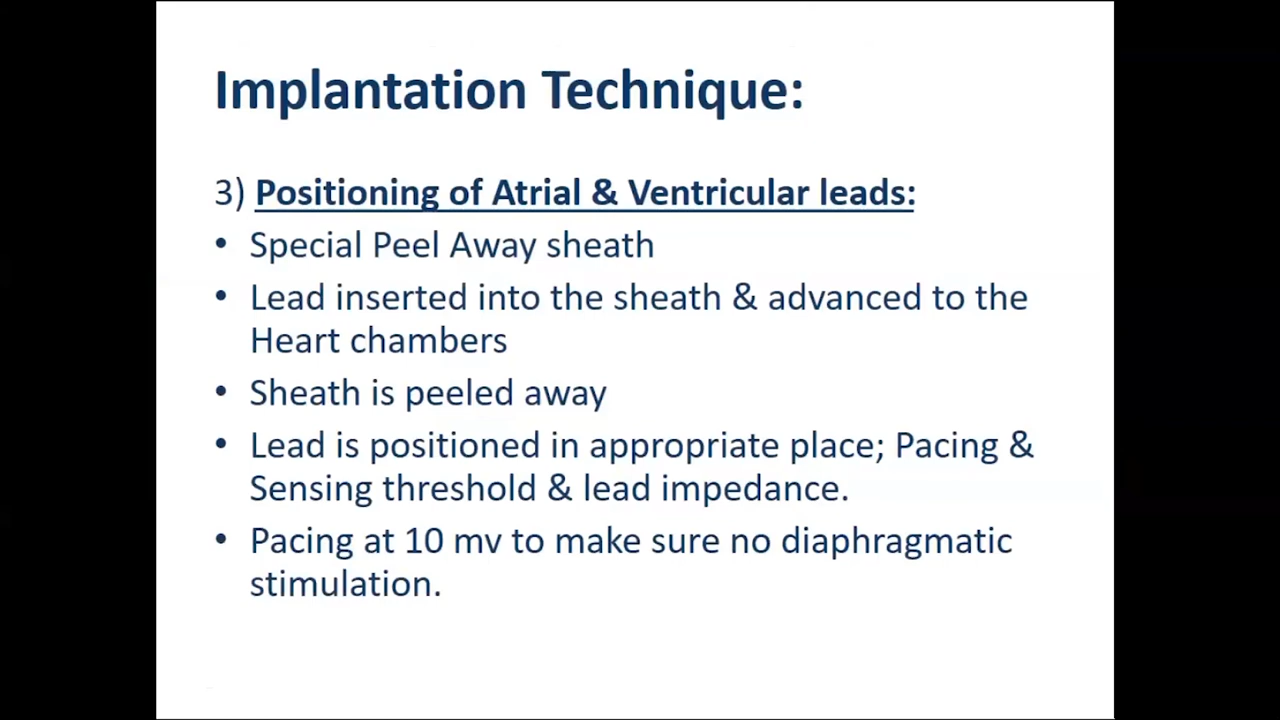 Implantation Technique:
3) Positioning of Atrial & Ventricular leads:
• Special Peel Away sheath
• Lead inserted into the sheath & advanced to the
Heart chambers
• Sheath is peeled away
• Lead is positioned in appropriate place; Pacing &
Sensing threshold & lead impedance.
• Pacing at 10 mv to make sure no diaphragmatic
stimulation.